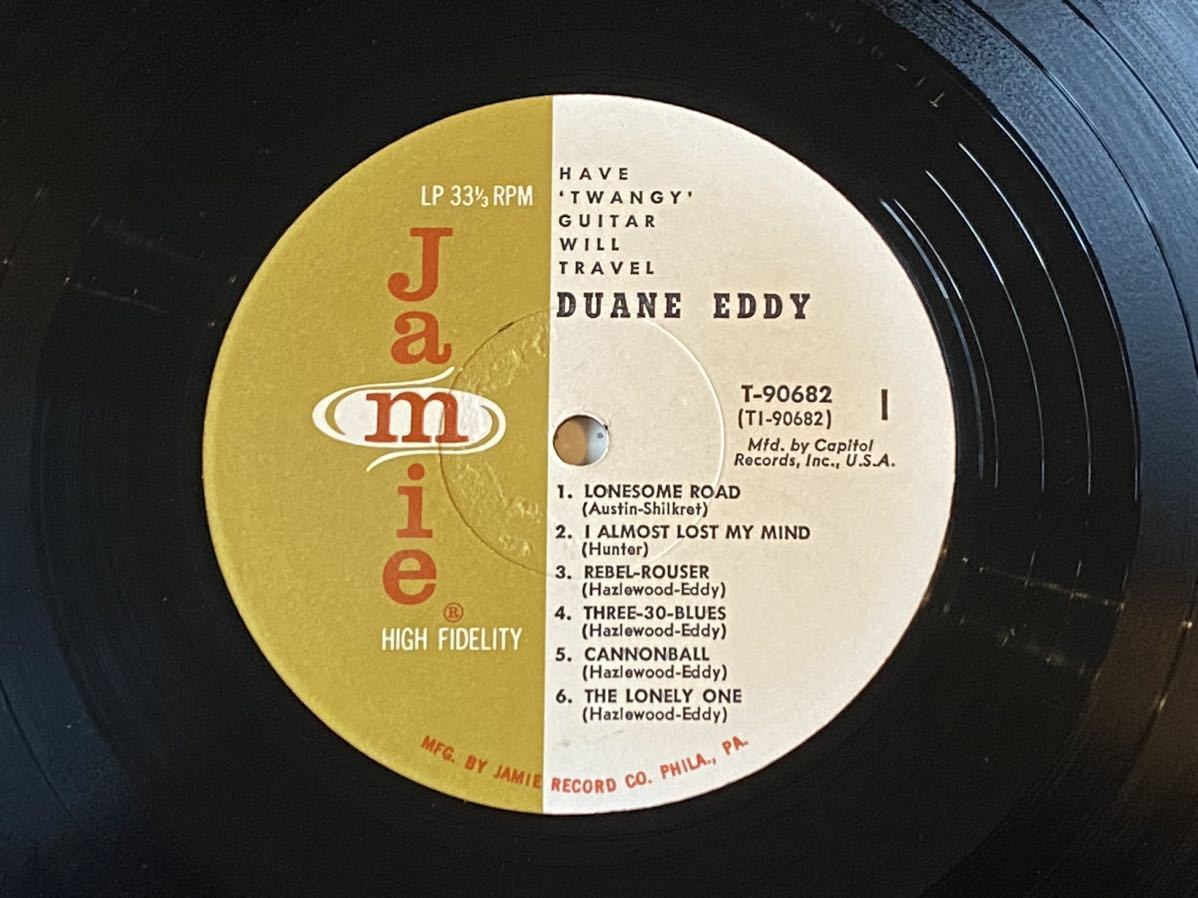 LP 33⅓ RPM
Jamie®
HIGH FIDELITY
HAVE
'TWANGY'
GUITAR
WILL
TRAVEL
DUANE EDDY
T-90682
(T1-90682)
1
Mfd. by Capitol
Records, Inc., U.S.A.
1. LONESOME ROAD
(Austin-Shilkret)
2. I ALMOST LOST MY MIND
(Hunter)
3. REBEL-ROUSER
(Hazlewood-Eddy)
4. THREE-30-BLUES
(Hazlewood-Eddy)
5. CANNONBALL
(Hazlewood-Eddy)
6. THE LONELY ONE
(Hazlewood-Eddy)
MFG. BY JAMIE RECORD CO. PHILA., PA.